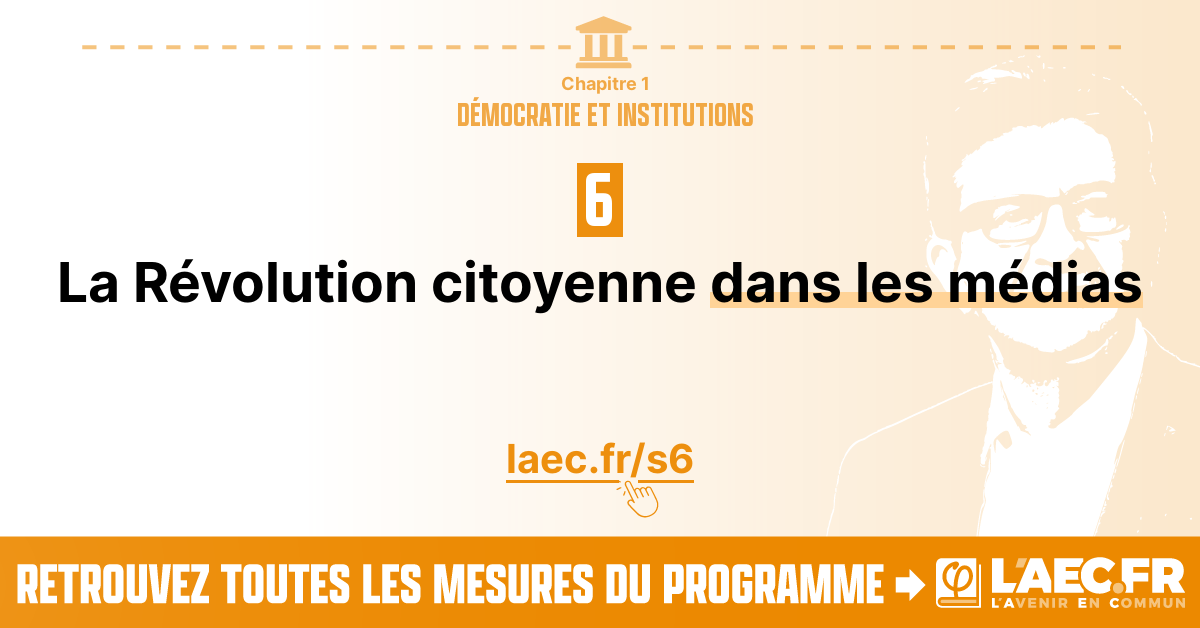 Chapitre 1
DÉMOCRATIE ET INSTITUTIONS
6
La Révolution citoyenne dans les médias
laec.fr/s6
RETROUVEZ TOUTES LES MESURES DU PROGRAMME
φ
L'AEC.FR
L'AVENIR EN COMMUN